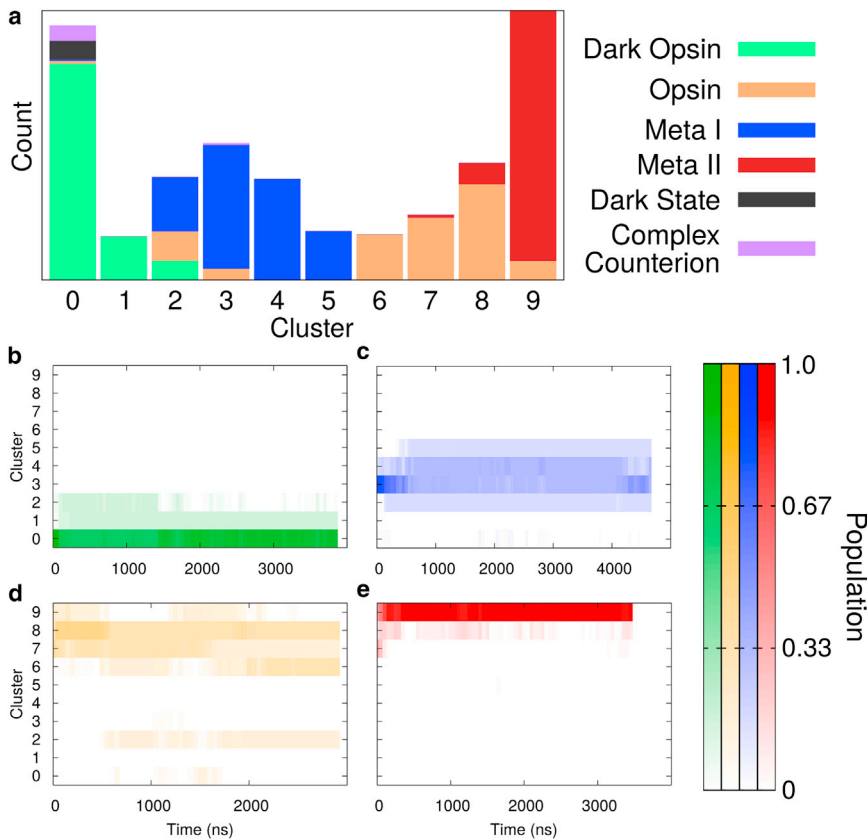 a
Count
0 1 2 3 4 5 6 7 8 9
Cluster
Dark Opsin
Opsin
Meta I
Meta II
Dark State
Complex
Counterion
b
Cluster
9
8
7
6
5
4
3
2
1
0
0 1000 2000 3000
c
0 1000 2000 3000 4000
d
Cluster
9
8
7
6
5
4
3
2
1
0
0 1000 2000
Time (ns)
e
0 1000 2000 3000
Time (ns)
1.0
0.67
0.33
0
Population